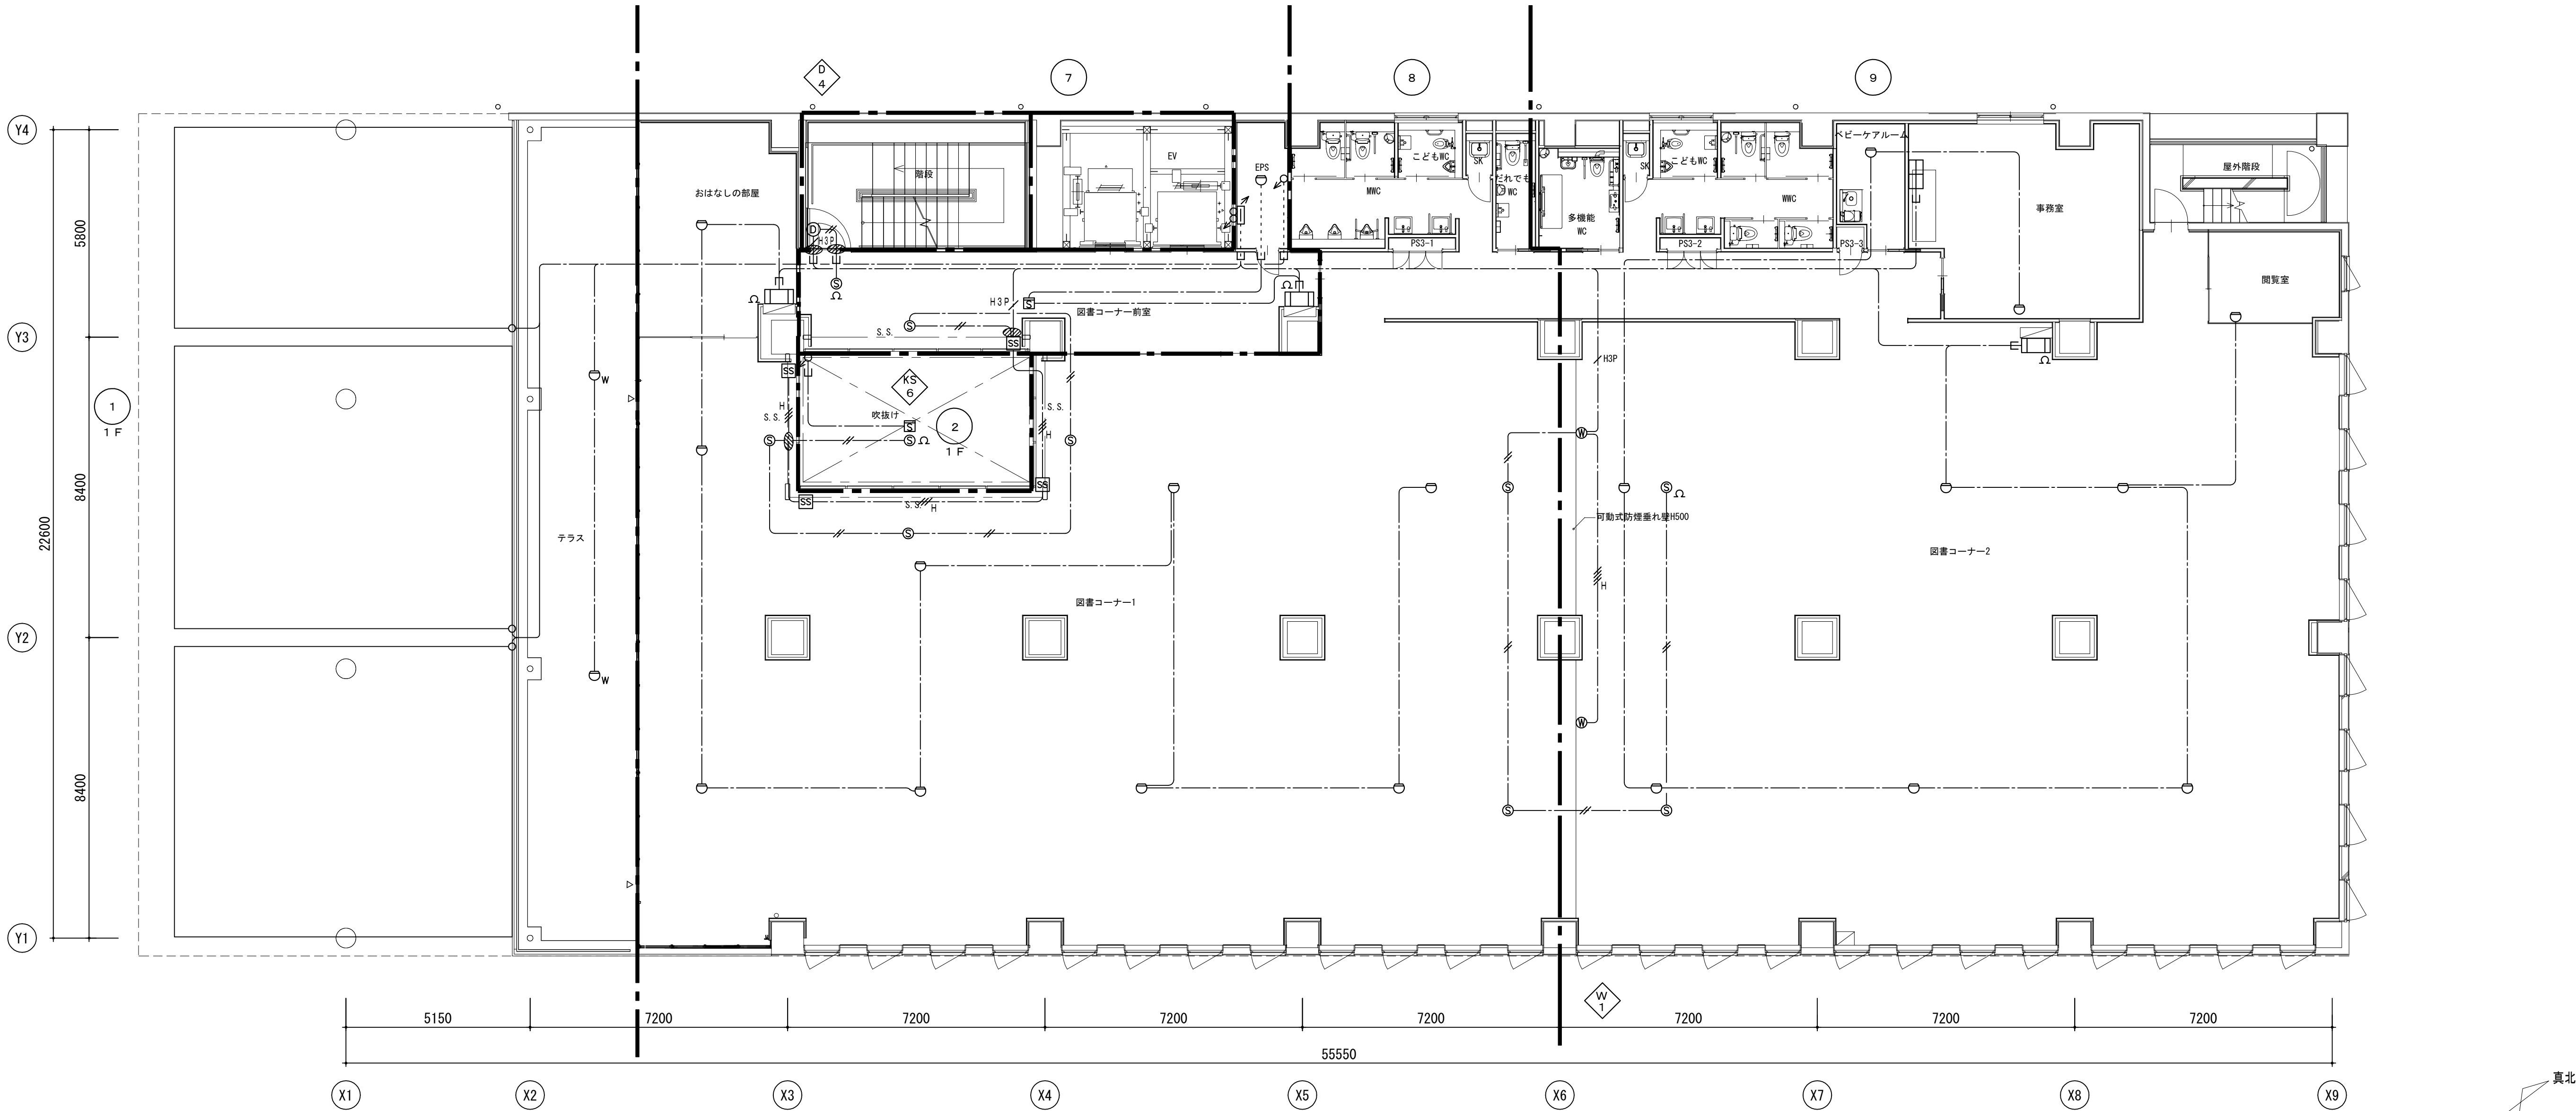 D
4
7
8
9
Y4
ベビーケアルーム
EV
こどもWC
SK
SK
こどもWC
階段
EPS
だれでも
WC
屋外階段
おはなしの部屋
MWC
WWC
事務室
5800
多機能
WC
D
H3P
PS3-1
PS3-2
PS3-3
S
Ω
閲覧室
Ω
H3P
S
Ω
図書コーナー前室
S
S.S.
Y3
SS
H3P
Ω
SS
KS
6
1
1F
H
S.S.
吹抜け
S
2
1F
S.S.
H
W
S
S
Ω
S
W
8400
SS
SS
S.S.
H
S
S
Ω
22600
可動式防煙垂れ壁H500
テラス
S
図書コーナー2
H
図書コーナー1
Y2
W
W
8400
S
S
Y1
W
1
5150
7200
7200
7200
7200
7200
7200
7200
55550
真北
X1
X2
X3
X4
X5
X6
X7
X8
X9